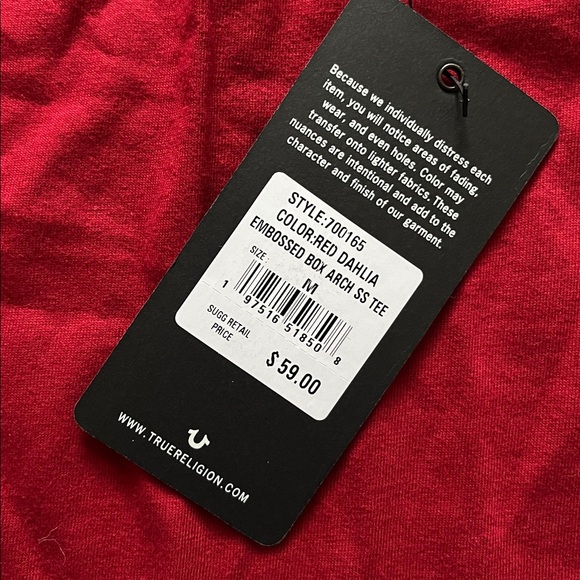 Because we individually distress each
item, you will notice areas of fading,
wear, and even holes. Color may
transfer onto lighter fabrics. These
nuances are intentional and add to the
character and finish of our garment.
STYLE:700165
COLOR:RED DAHLIA
EMBOSSED BOX ARCH SS TEE
SIZE: M
1 97516 51850 8
SUGG RETAIL
PRICE $ 59.00
WWW.TRUERELIGION.COM